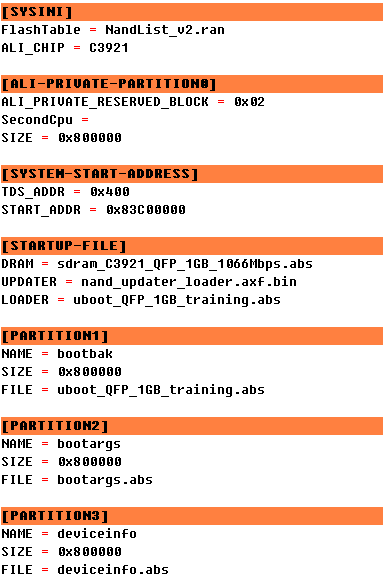 [SYSINI]
FlashTable = NandList_v2.ran
ALI_CHIP = C3921
[ALI-PRIVATE-PARTITION0]
ALI_PRIVATE_RESERVED_BLOCK = 0x02
SecondCpu =
SIZE = 0x800000
[SYSTEM-START-ADDRESS]
TDS_ADDR = 0x400
START_ADDR = 0x83C00000
[STARTUP-FILE]
DRAM = sdram_C3921_QFP_1GB_1066Mbps.abs
UPDATER = nand_updater_loader.axf.bin
LOADER = uboot_QFP_1GB_training.abs
[PARTITION1]
NAME = bootbak
SIZE = 0x800000
FILE = uboot_QFP_1GB_training.abs
[PARTITION2]
NAME = bootargs
SIZE = 0x800000
FILE = bootargs.abs
[PARTITION3]
NAME = deviceinfo
SIZE = 0x800000
FILE = deviceinfo.abs